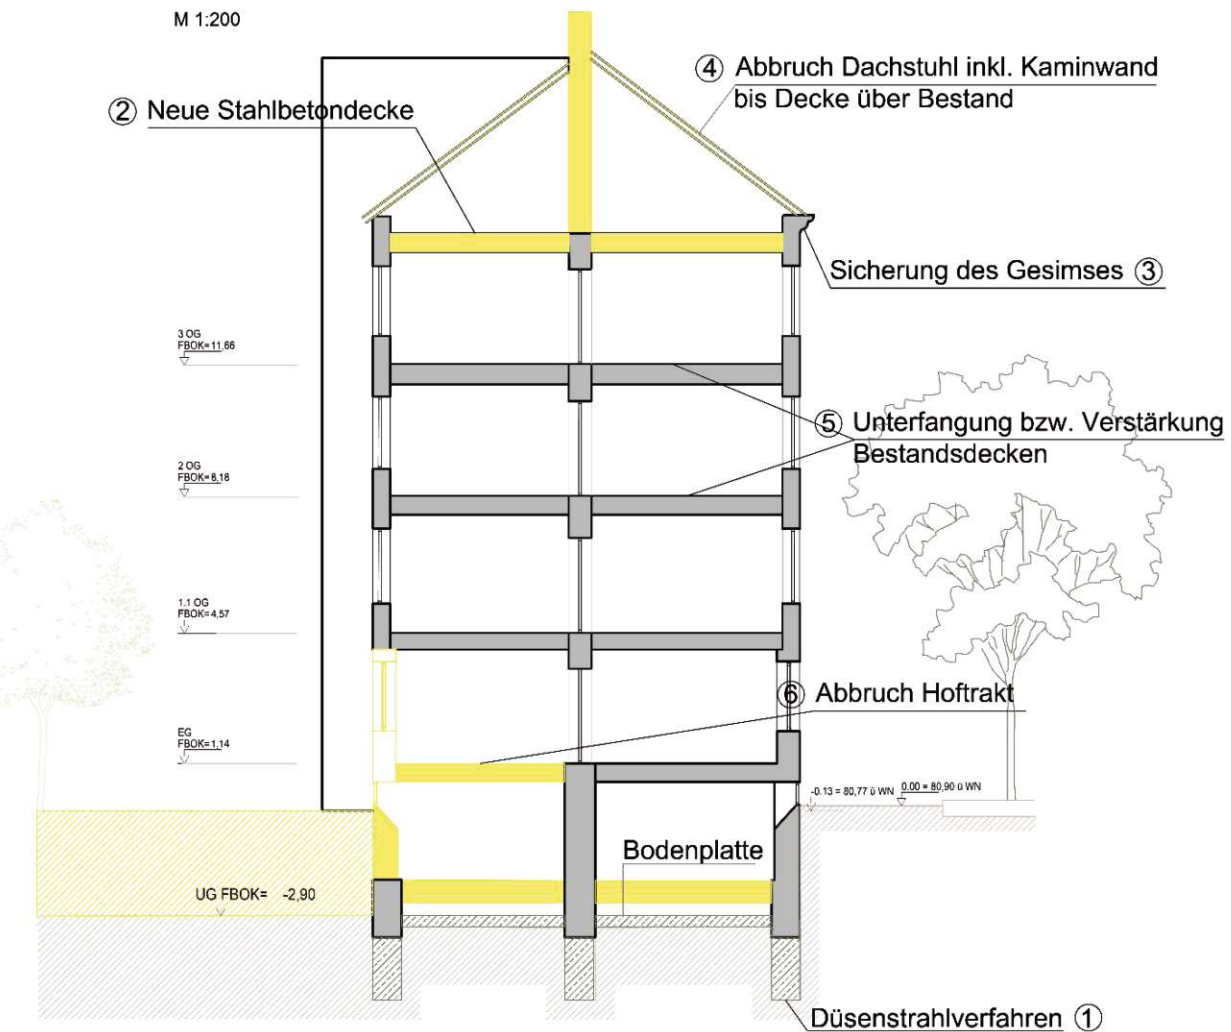 M 1:200
④ Abbruch Dachstuhl inkl. Kaminwand
bis Decke über Bestand
② Neue Stahlbetondecke
Sicherung des Gesimses ③
3 OG
FBOK= 11,66
⑤ Unterfangung bzw. Verstärkung
Bestandsdecken
2 OG
FBOK= 8,18
1.1 OG
FBOK= 4,57
⑥ Abbruch Hoftrakt
EG
FBOK= 1,14
-0.13 = 80,77 ü WN
0.00 = 80,90 ü WN
Bodenplatte
UG FBOK= -2,90
Düsenstrahlverfahren ①